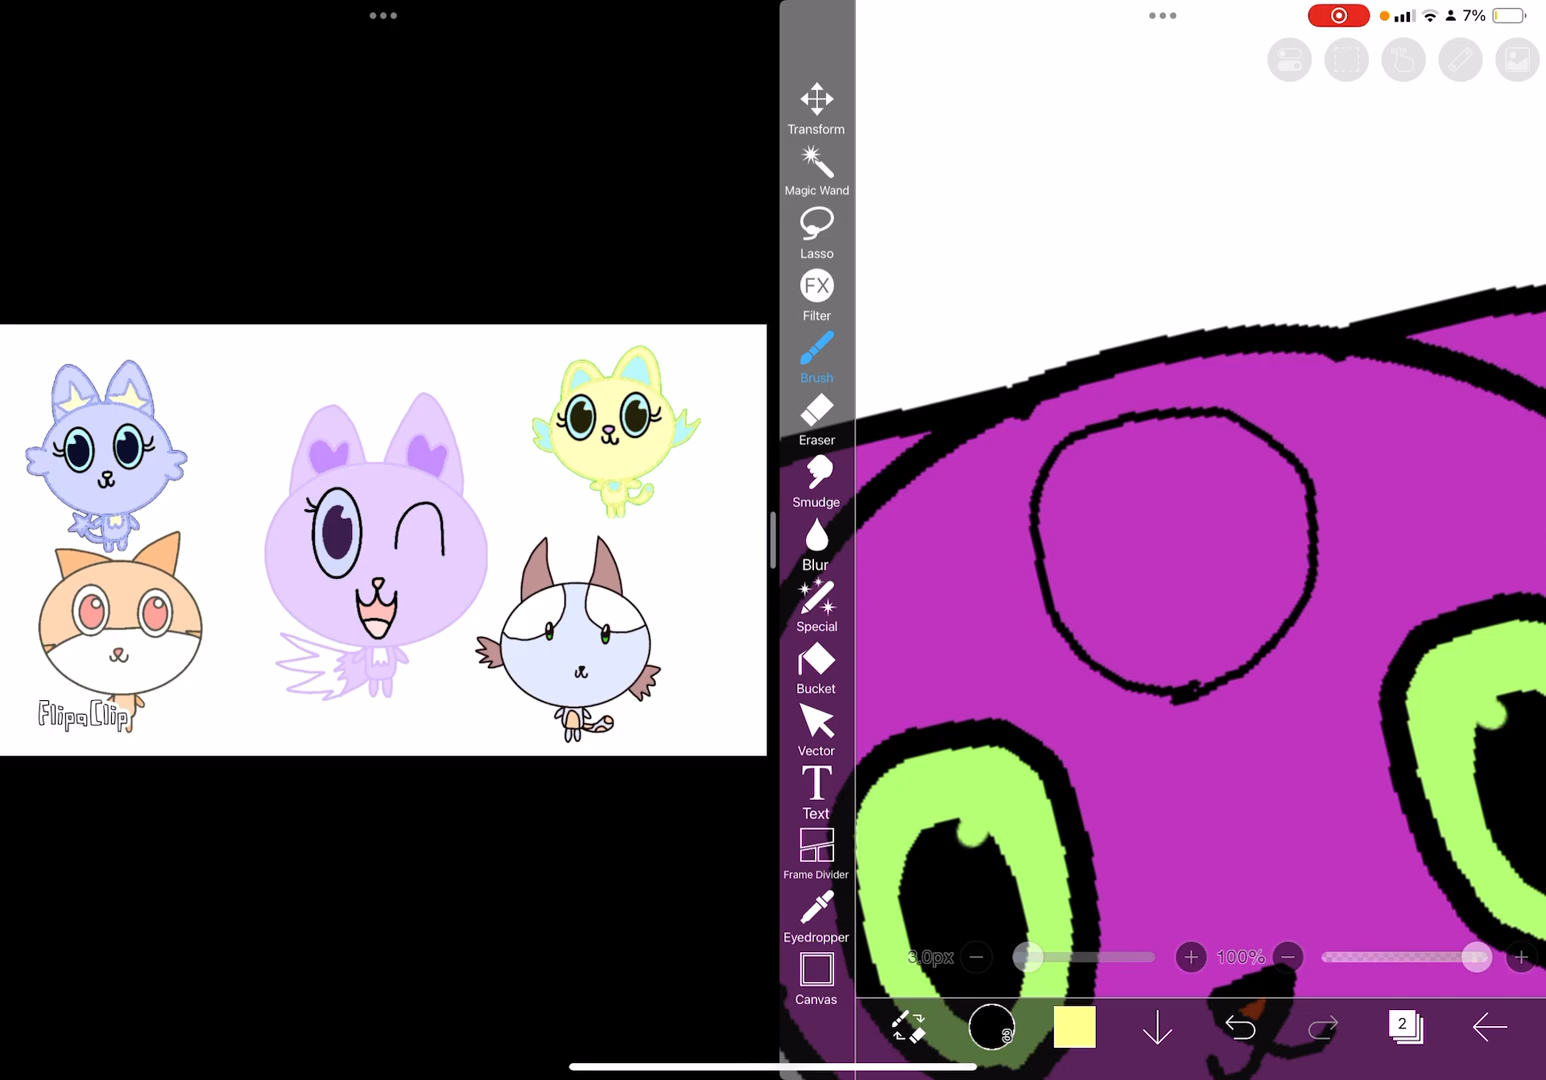 7%
Transform
Magic Wand
Lasso
FX
Filter
Brush
Eraser
Smudge
Blur
Special
Bucket
Vector
T
Text
Frame Divider
Eyedropper
Canvas
FlipaClip
3.0px
100%
2